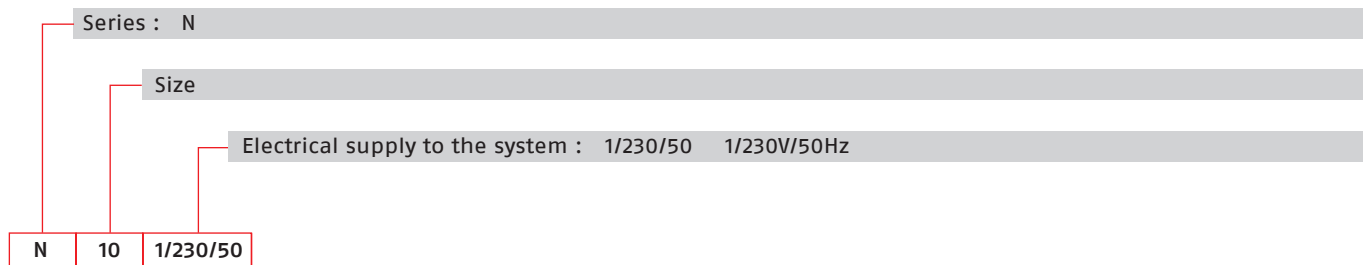 Series : N
Size
Electrical supply to the system : 1/230/50 1/230V/50Hz
N 10 1/230/50